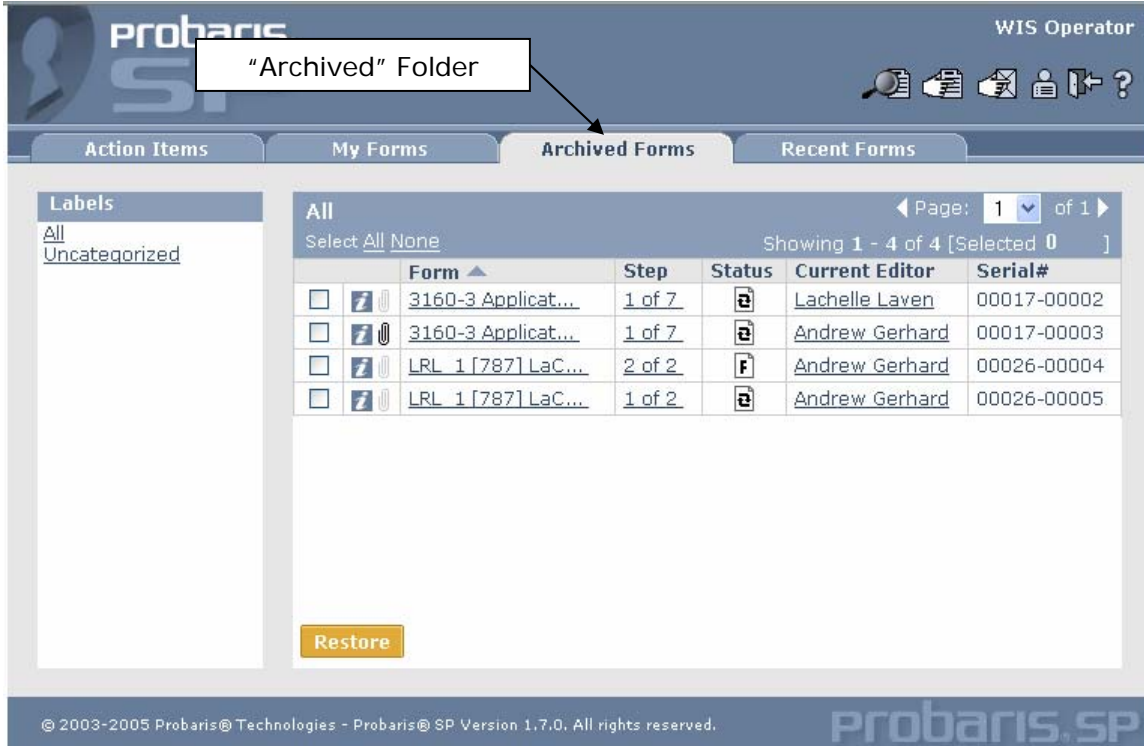 probaris
SP
WIS Operator
"Archived" Folder
Action Items My Forms Archived Forms Recent Forms
Labels
All
Uncategorized
All Page: 1 of 1
Select All None Showing 1 - 4 of 4 [Selected 0 ]
Form Step Status Current Editor Serial#
3160-3 Applicat... 1 of 7 Lachelle Laven 00017-00002
3160-3 Applicat... 1 of 7 Andrew Gerhard 00017-00003
LRL 1 [787] LaC... 2 of 2 F Andrew Gerhard 00026-00004
LRL 1 [787] LaC... 1 of 2 Andrew Gerhard 00026-00005
Restore
© 2003-2005 Probaris® Technologies - Probaris® SP Version 1.7.0. All rights reserved.
probaris.SP